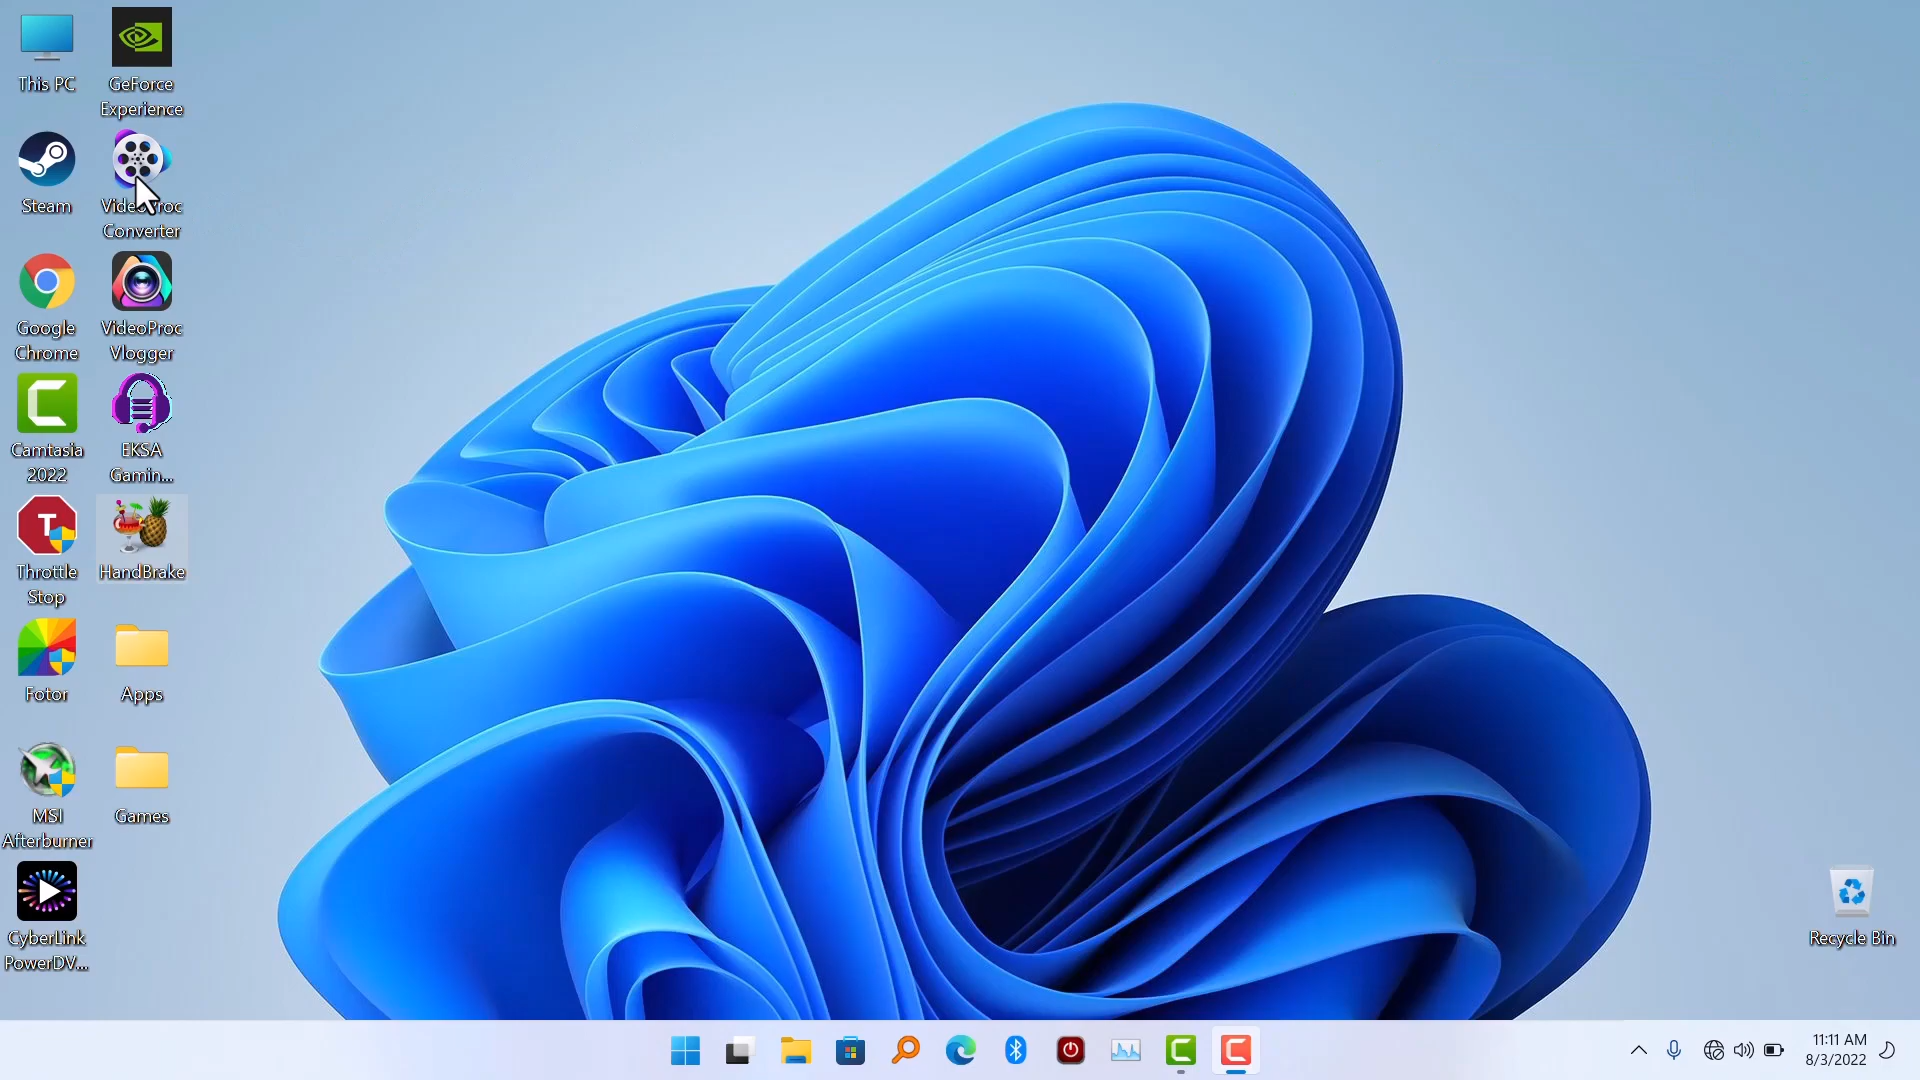 This PC
GeForce
Experience
Steam
VideoProc
Converter
Google
Chrome
VideoProc
Vlogger
Camtasia
2022
EKSA
Gamin...
T
Throttle
Stop
HandBrake
Fotor
Apps
MSI
Afterburner
Games
CyberLink
PowerDV...
Recycle Bin
11:11 AM
8/3/2022